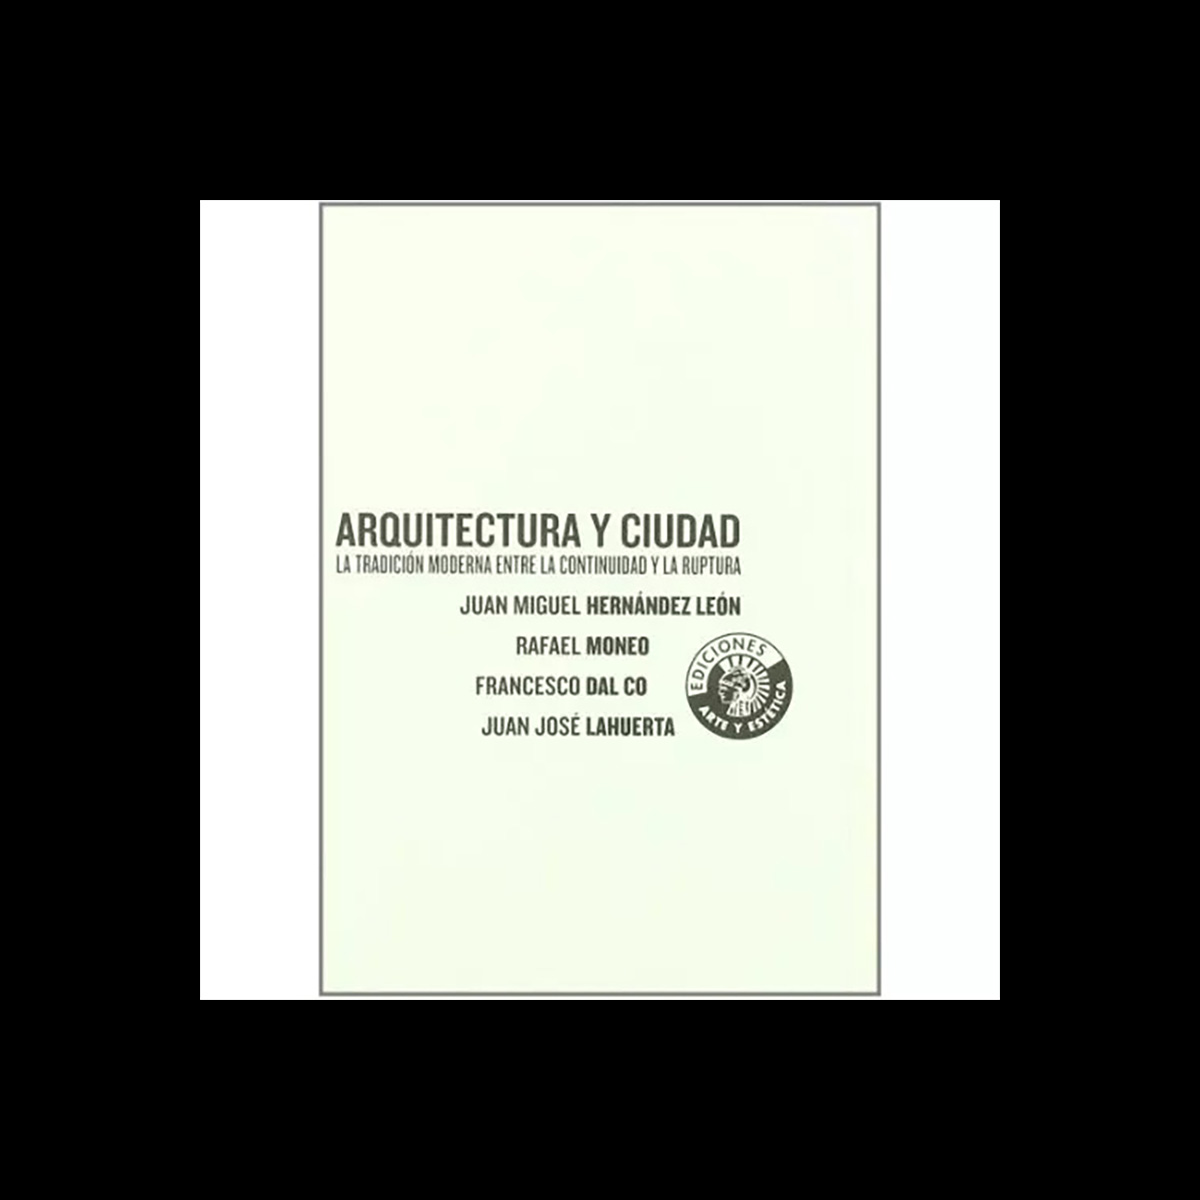 ARQUITECTURA Y CIUDAD
LA TRADICIÓN MODERNA ENTRE LA CONTINUIDAD Y LA RUPTURA
JUAN MIGUEL HERNÁNDEZ LEÓN
RAFAEL MONEO
FRANCESCO DAL CO
JUAN JOSÉ LAHUERTA
EDICIONES
ARTE Y ESTÉTICA